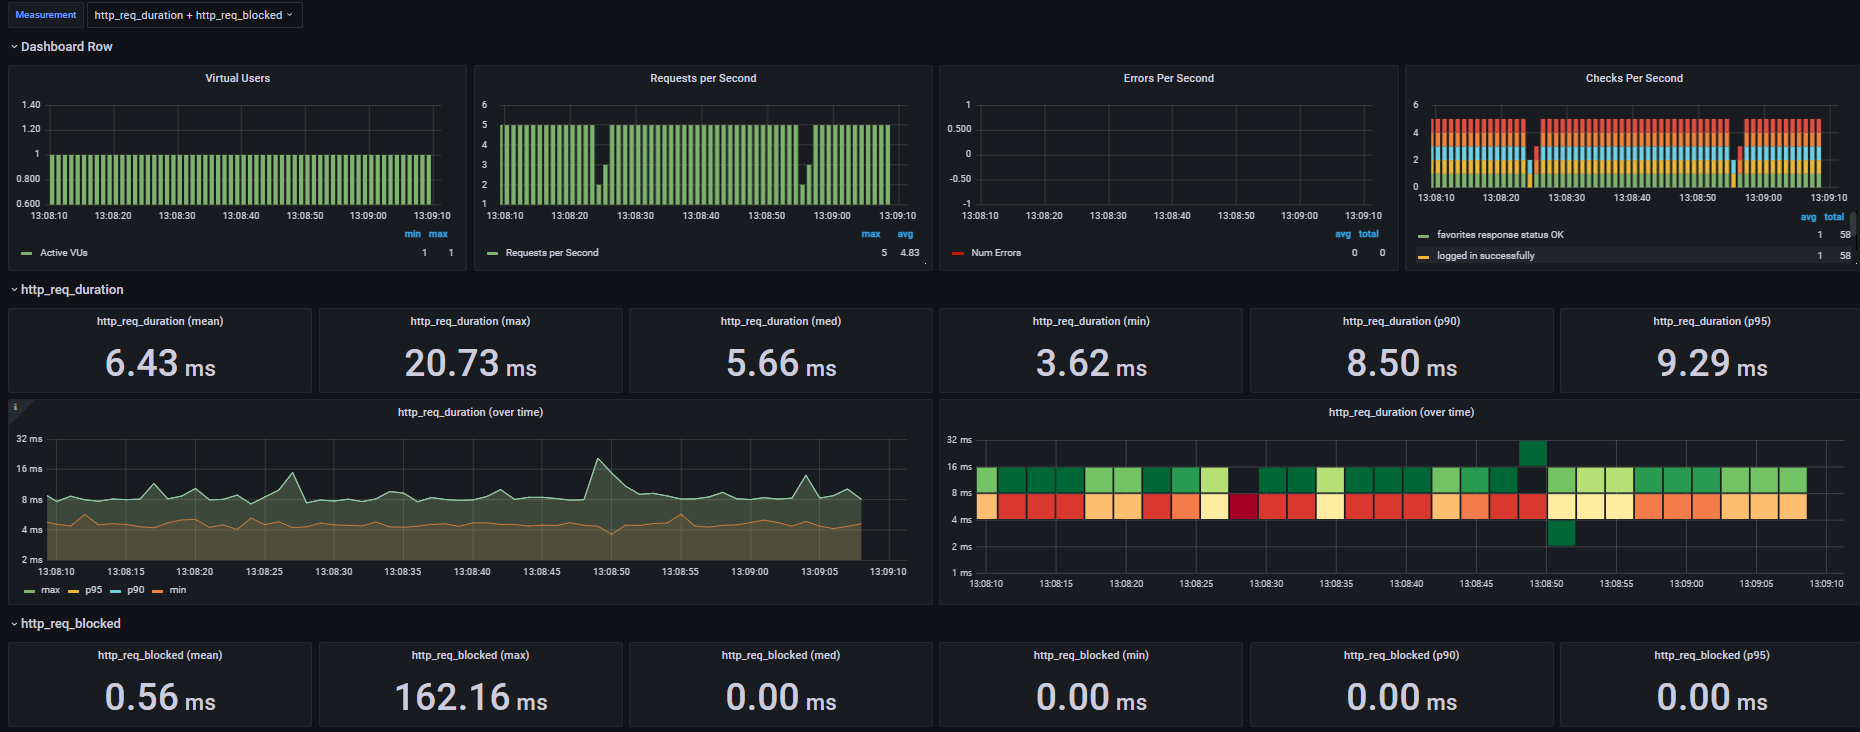 Measurement http_req_duration + http_req_blocked
Dashboard Row
Virtual Users
1.40
1.20
1
0.800
0.600
13:08:10 13:08:20 13:08:30 13:08:40 13:08:50 13:09:00 13:09:10
min max
Active VUs 1 1
Requests per Second
6
5
4
3
2
1
13:08:10 13:08:20 13:08:30 13:08:40 13:08:50 13:09:00 13:09:10
max avg
Requests per Second 5 4.83
Errors Per Second
1
0.500
0
-0.50
-1
13:08:10 13:08:20 13:08:30 13:08:40 13:08:50 13:09:00 13:09:10
avg total
Num Errors 0 0
Checks Per Second
6
4
2
0
13:08:10 13:08:20 13:08:30 13:08:40 13:08:50 13:09:00 13:09:10
avg total
favorites response status OK 1 58
logged in successfully 1 58
http_req_duration
http_req_duration (mean)
6.43 ms
http_req_duration (max)
20.73 ms
http_req_duration (med)
5.66 ms
http_req_duration (min)
3.62 ms
http_req_duration (p90)
8.50 ms
http_req_duration (p95)
9.29 ms
i
http_req_duration (over time)
32 ms
16 ms
8 ms
4 ms
2 ms
13:08:10 13:08:15 13:08:20 13:08:25 13:08:30 13:08:35 13:08:40 13:08:45 13:08:50 13:08:55 13:09:00 13:09:05 13:09:10
max p95 p90 min
http_req_duration (over time)
32 ms
16 ms
8 ms
4 ms
2 ms
1 ms
13:08:10 13:08:15 13:08:20 13:08:25 13:08:30 13:08:35 13:08:40 13:08:45 13:08:50 13:08:55 13:09:00 13:09:05 13:09:10
http_req_blocked
http_req_blocked (mean)
0.56 ms
http_req_blocked (max)
162.16 ms
http_req_blocked (med)
0.00 ms
http_req_blocked (min)
0.00 ms
http_req_blocked (p90)
0.00 ms
http_req_blocked (p95)
0.00 ms